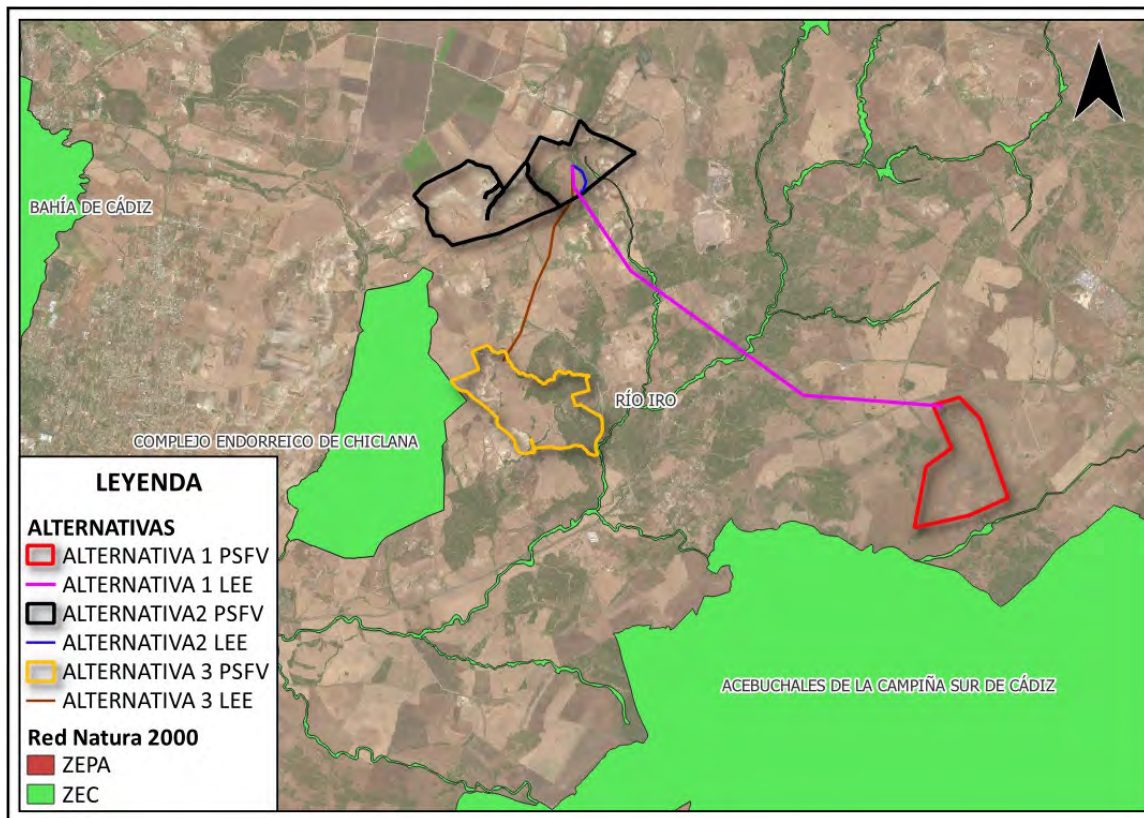 BAHÍA DE CÁDIZ
RÍO IRO
COMPLEJO ENDORREICO DE CHICLANA
ACEBUCHALES DE LA CAMPIÑA SUR DE CÁDIZ
LEYENDA
ALTERNATIVAS
ALTERNATIVA 1 PSFV
ALTERNATIVA 1 LEE
ALTERNATIVA2 PSFV
ALTERNATIVA2 LEE
ALTERNATIVA 3 PSFV
ALTERNATIVA 3 LEE
Red Natura 2000
ZEPA
ZEC